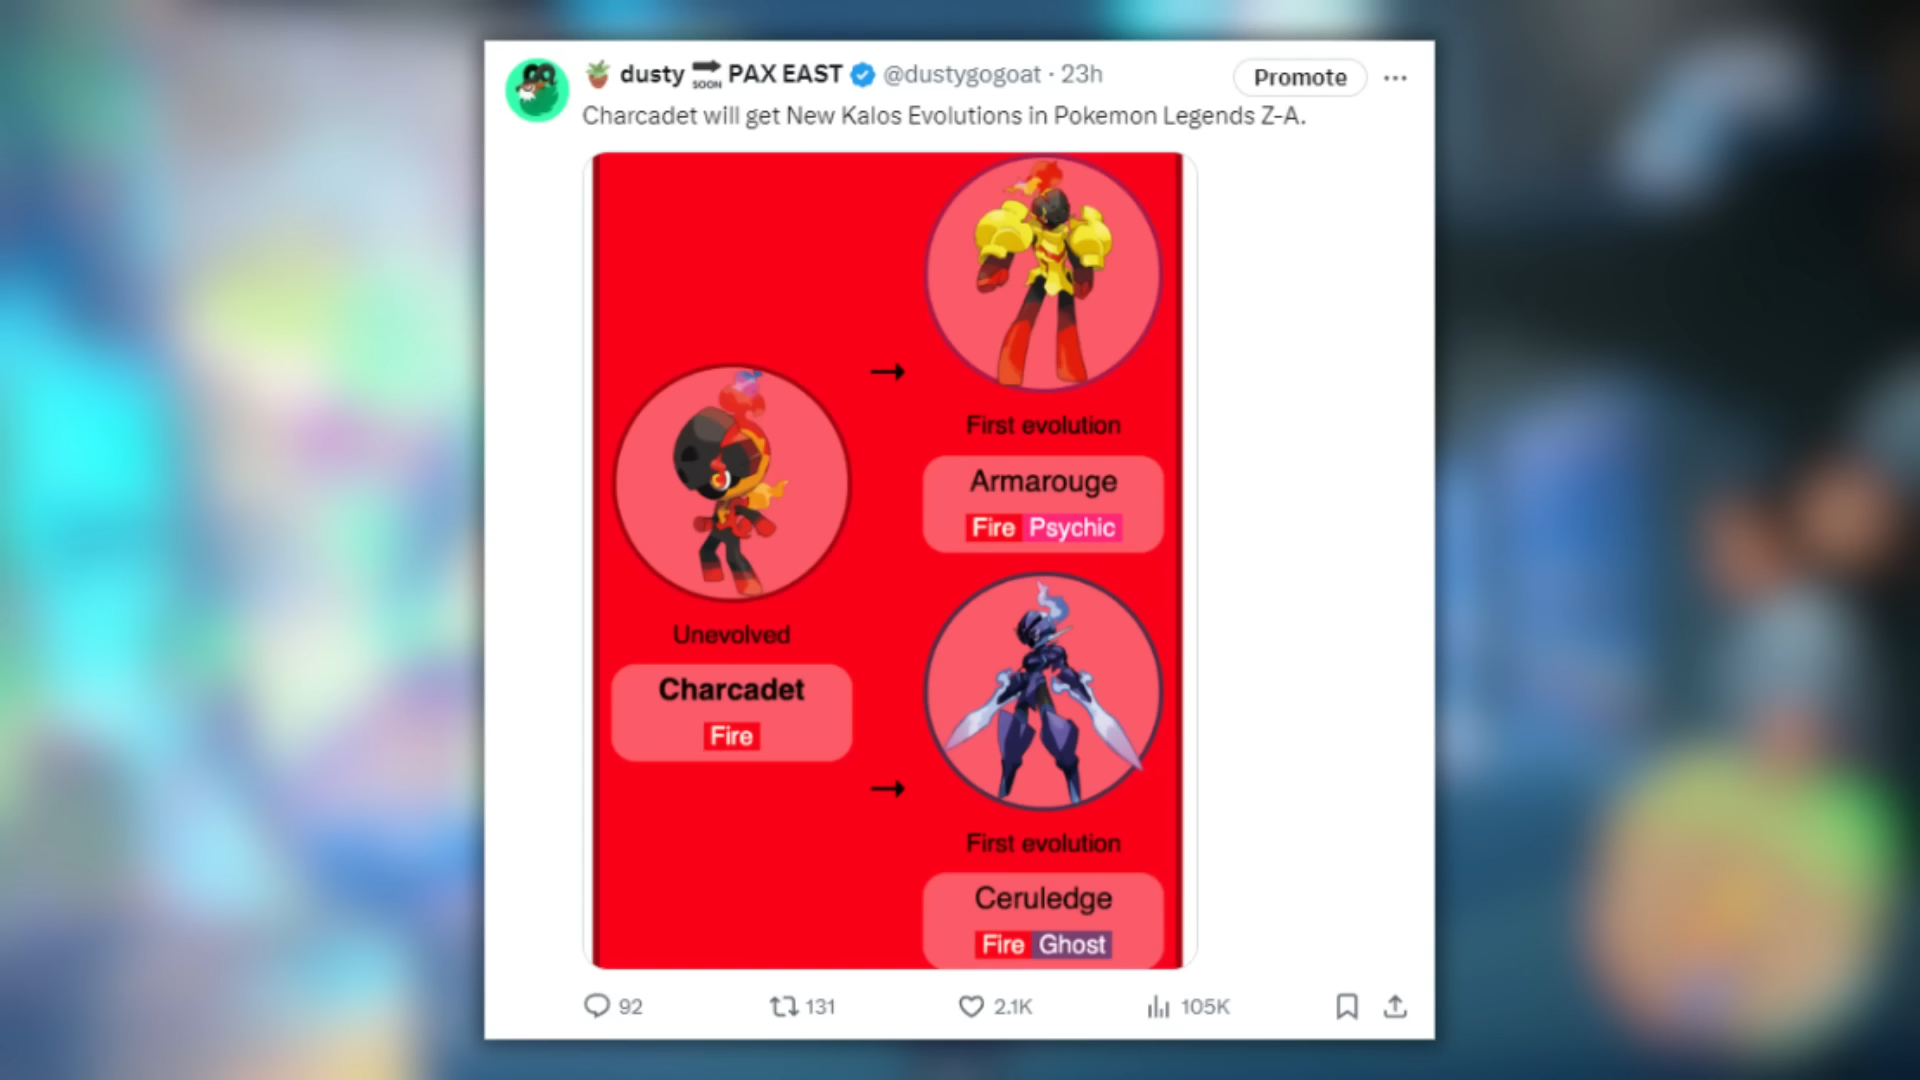 dusty SOON PAX EAST @dustygogoat · 23h
Promote
Charcadet will get New Kalos Evolutions in Pokemon Legends Z-A.
First evolution
Armarouge
Fire Psychic
Unevolved
Charcadet
Fire
First evolution
Ceruledge
Fire Ghost
92 131 2.1K 105K